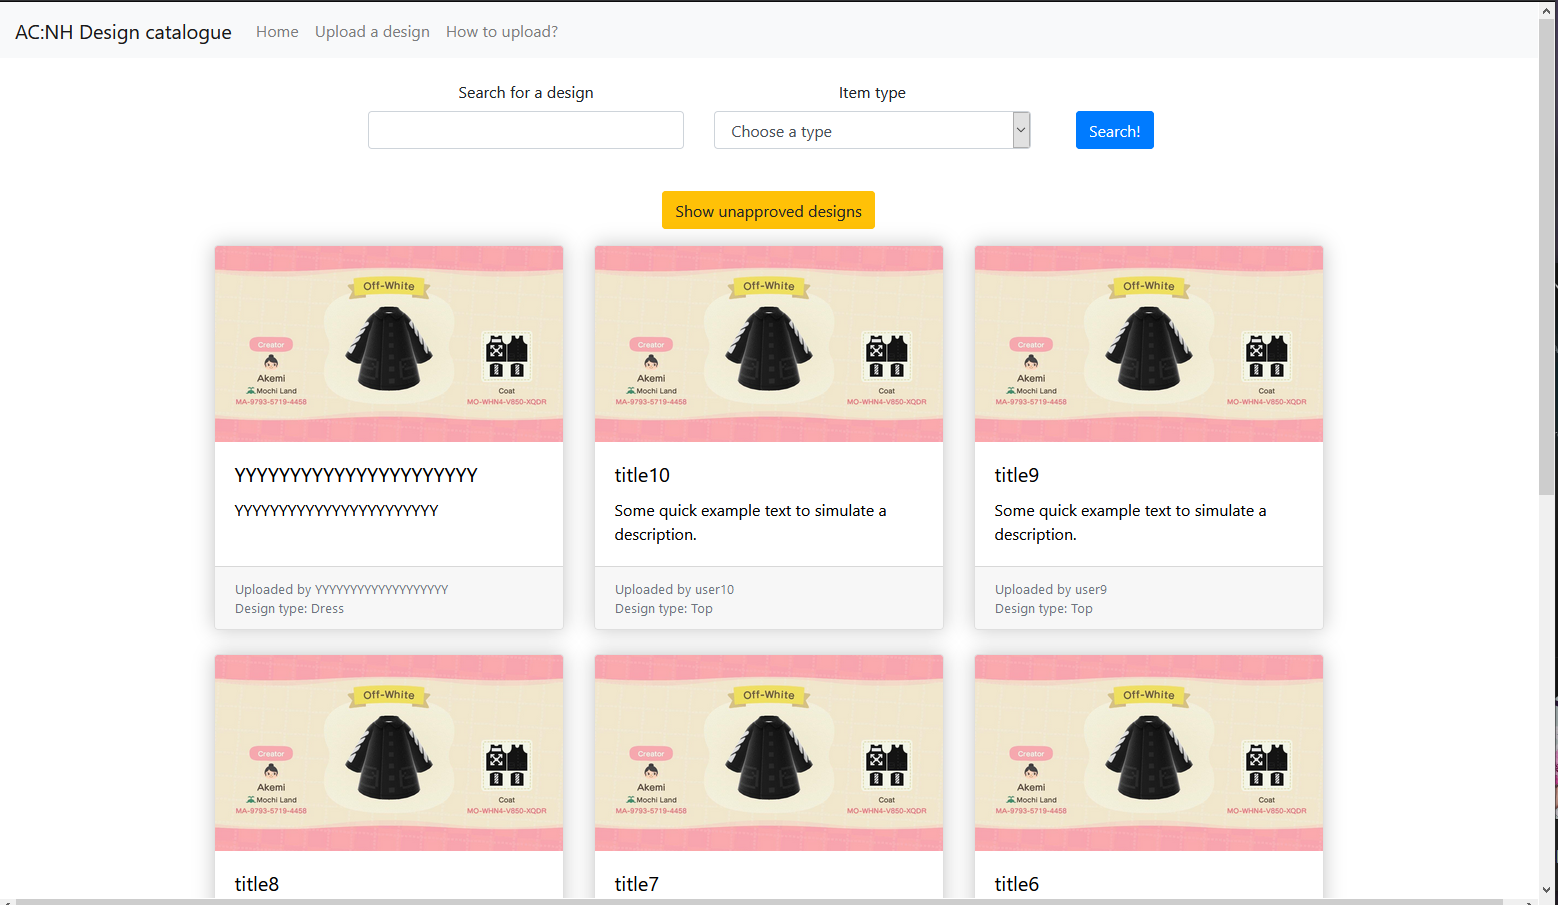 AC:NH Design catalogue Home Upload a design How to upload?
Search for a design Item type
Choose a type Search!
Show unapproved designs
Off-White
Creator
Akemi
Mochi Land
MA-9793-5719-4458
Coat
MO-WHN4-V850-XQDR
YYYYYYYYYYYYYYYYYYYYYY
YYYYYYYYYYYYYYYYYYYYYYY
Uploaded by YYYYYYYYYYYYYYYYYYY
Design type: Dress
Off-White
Creator
Akemi
Mochi Land
MA-9793-5719-4458
Coat
MO-WHN4-V850-XQDR
title10
Some quick example text to simulate a
description.
Uploaded by user10
Design type: Top
Off-White
Creator
Akemi
Mochi Land
MA-9793-5719-4458
Coat
MO-WHN4-V850-XQDR
title9
Some quick example text to simulate a
description.
Uploaded by user9
Design type: Top
Off-White
Creator
Akemi
Mochi Land
MA-9793-5719-4458
Coat
MO-WHN4-V850-XQDR
title8
Off-White
Creator
Akemi
Mochi Land
MA-9793-5719-4458
Coat
MO-WHN4-V850-XQDR
title7
Off-White
Creator
Akemi
Mochi Land
MA-9793-5719-4458
Coat
MO-WHN4-V850-XQDR
title6